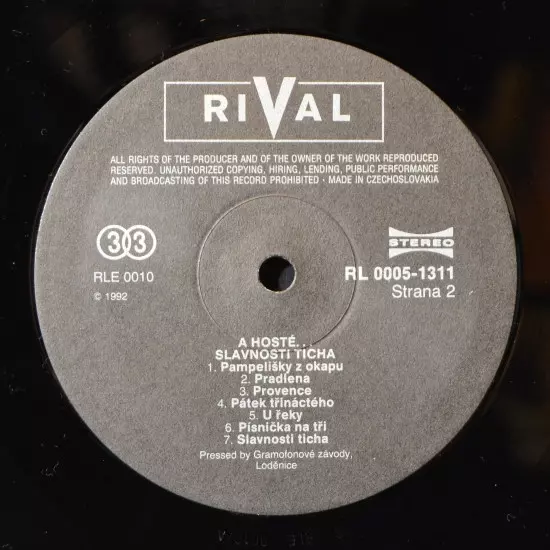 RIVAL
ALL RIGHTS OF THE PRODUCER AND OF THE OWNER OF THE WORK REPRODUCED
RESERVED. UNAUTHORIZED COPYING, HIRING, LENDING, PUBLIC PERFORMANCE
AND BROADCASTING OF THIS RECORD PROHIBITED · MADE IN CZECHOSLOVAKIA
33
STEREO
RLE 0010
RL 0005-1311
© 1992
Strana 2
A HOSTÉ. . .
SLAVNOSTI TICHA
1. Pampelišky z okapu
2. Pradlena
3. Provence
4. Pátek třináctého
5. U řeky
6. Písnička na tři
7. Slavnosti ticha
Pressed by Gramofonové závody,
Loděnice